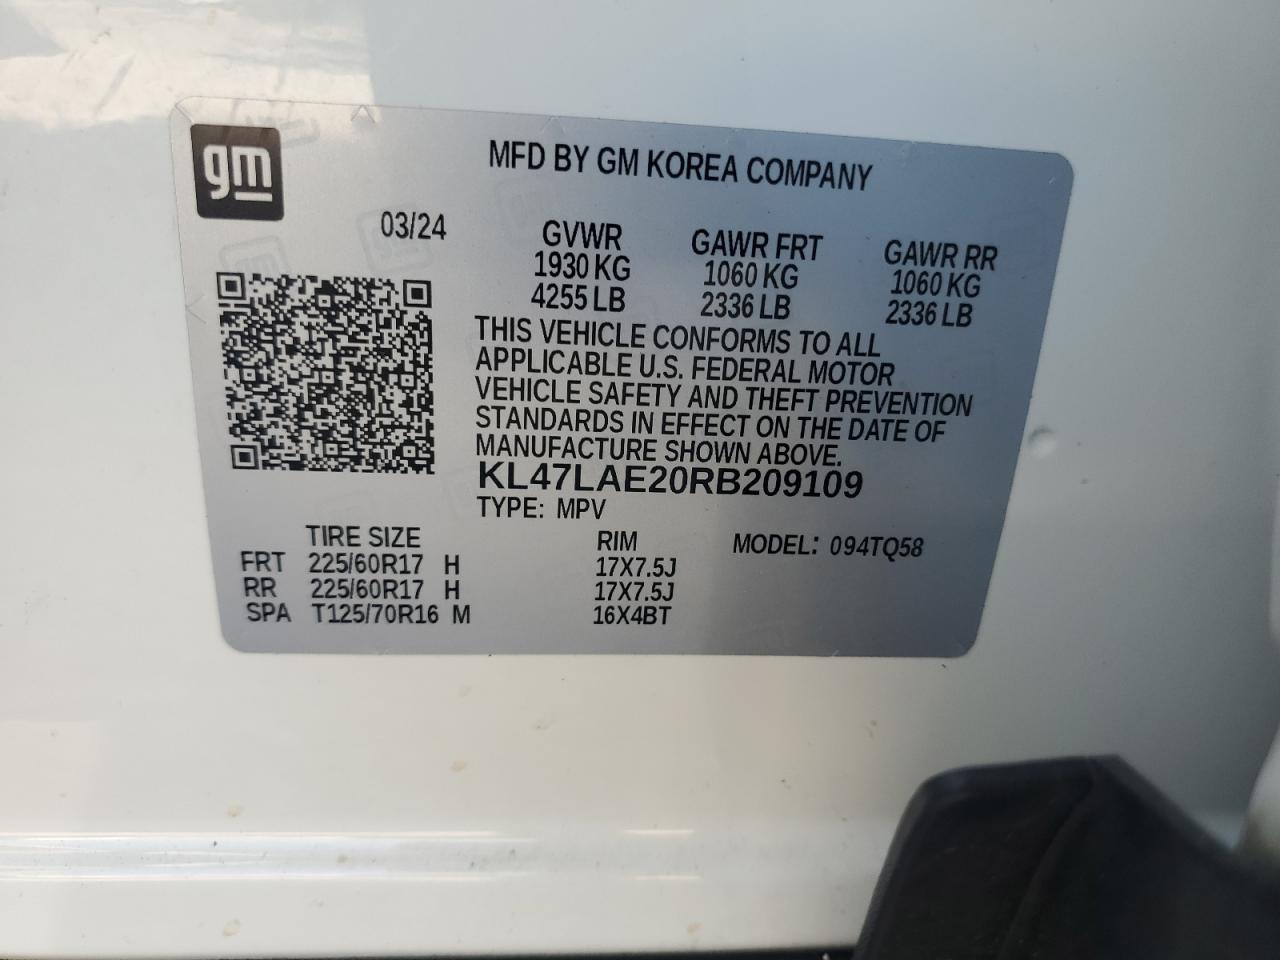 gm
MFD BY GM KOREA COMPANY
03/24
GVWR GAWR FRT GAWR RR
1930 KG 1060 KG 1060 KG
4255 LB 2336 LB 2336 LB
THIS VEHICLE CONFORMS TO ALL
APPLICABLE U.S. FEDERAL MOTOR
VEHICLE SAFETY AND THEFT PREVENTION
STANDARDS IN EFFECT ON THE DATE OF
MANUFACTURE SHOWN ABOVE.
KL47LAE20RB209109
TYPE: MPV
TIRE SIZE RIM MODEL: 094TQ58
FRT 225/60R17 H 17X7.5J
RR 225/60R17 H 17X7.5J
SPA T125/70R16 M 16X4BT